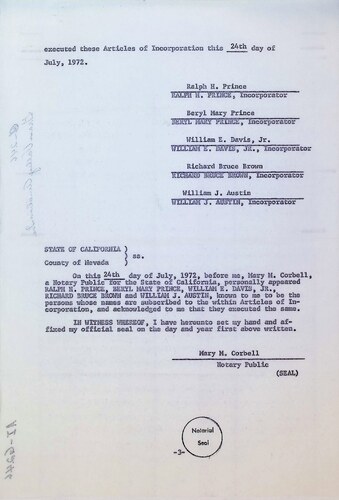 executed these Articles of Incorporation this 24th day of
July, 1972.
Ralph H. Prince
RALPH H. PRINCE, Incorporator
Beryl Mary Prince
BERYL MARY PRINCE, Incorporator
William E. Davis, Jr.
WILLIAM E. DAVIS, JR., Incorporator
Richard Bruce Brown
RICHARD BRUCE BROWN, Incorporator
William J. Austin
WILLIAM J. AUSTIN, Incorporator
STATE OF CALIFORNIA )
) ss.
County of Nevada )
On this 24th day of July, 1972, before me, Mary M. Corbell,
a Notary Public for the State of California, personally appeared
RALPH H. PRINCE, BERYL MARY PRINCE, WILLIAM E. DAVIS, JR.,
RICHARD BRUCE BROWN and WILLIAM J. AUSTIN, known to me to be the
persons whose names are subscribed to the within Articles of In-
corporation, and acknowledged to me that they executed the same.
IN WITNESS WHEREOF, I have hereunto set my hand and af-
fixed my official seal on the day and year first above written.
Mary M. Corbell
Notary Public
(SEAL)
Notarial
Seal
-3-